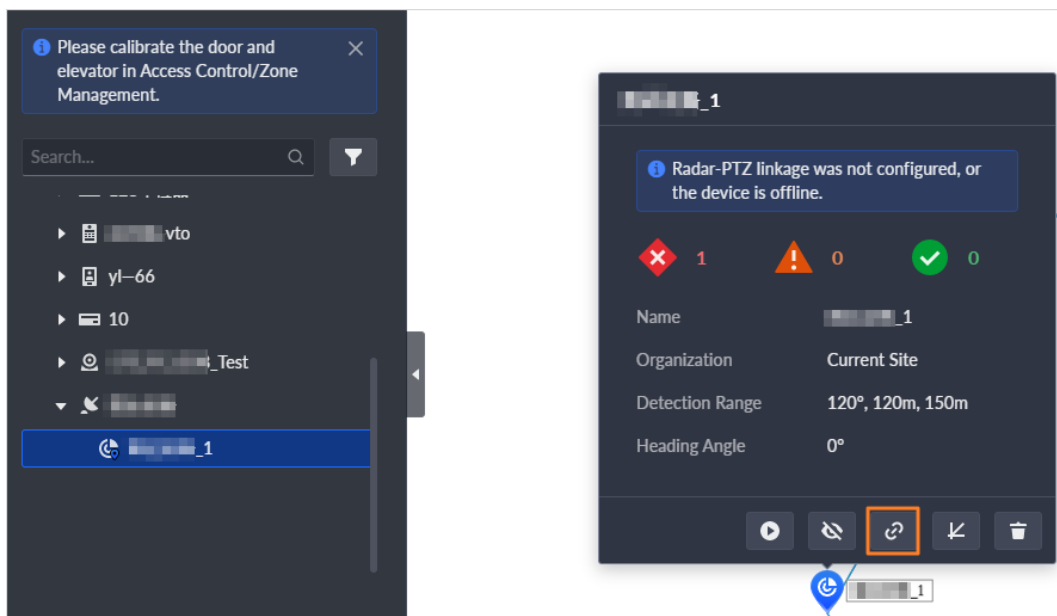 Please calibrate the door and
elevator in Access Control/Zone
Management.
Search...
vto
yl—66
10
_Test
_1
_1
Radar-PTZ linkage was not configured, or
the device is offline.
1
0
0
Name
_1
Organization
Current Site
Detection Range
120°, 120m, 150m
Heading Angle
0°
_1